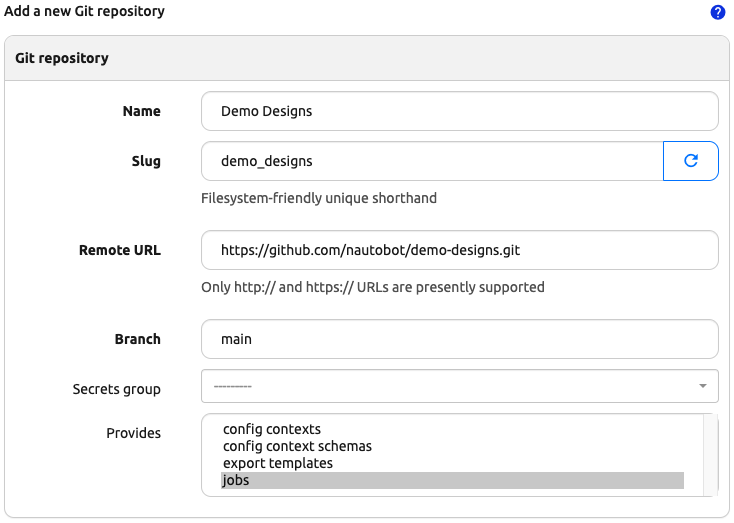 Add a new Git repository
?
Git repository
Name
Demo Designs
Slug
demo_designs
Filesystem-friendly unique shorthand
Remote URL
https://github.com/nautobot/demo-designs.git
Only http:// and https:// URLs are presently supported
Branch
main
Secrets group
---------
Provides
config contexts
config context schemas
export templates
jobs